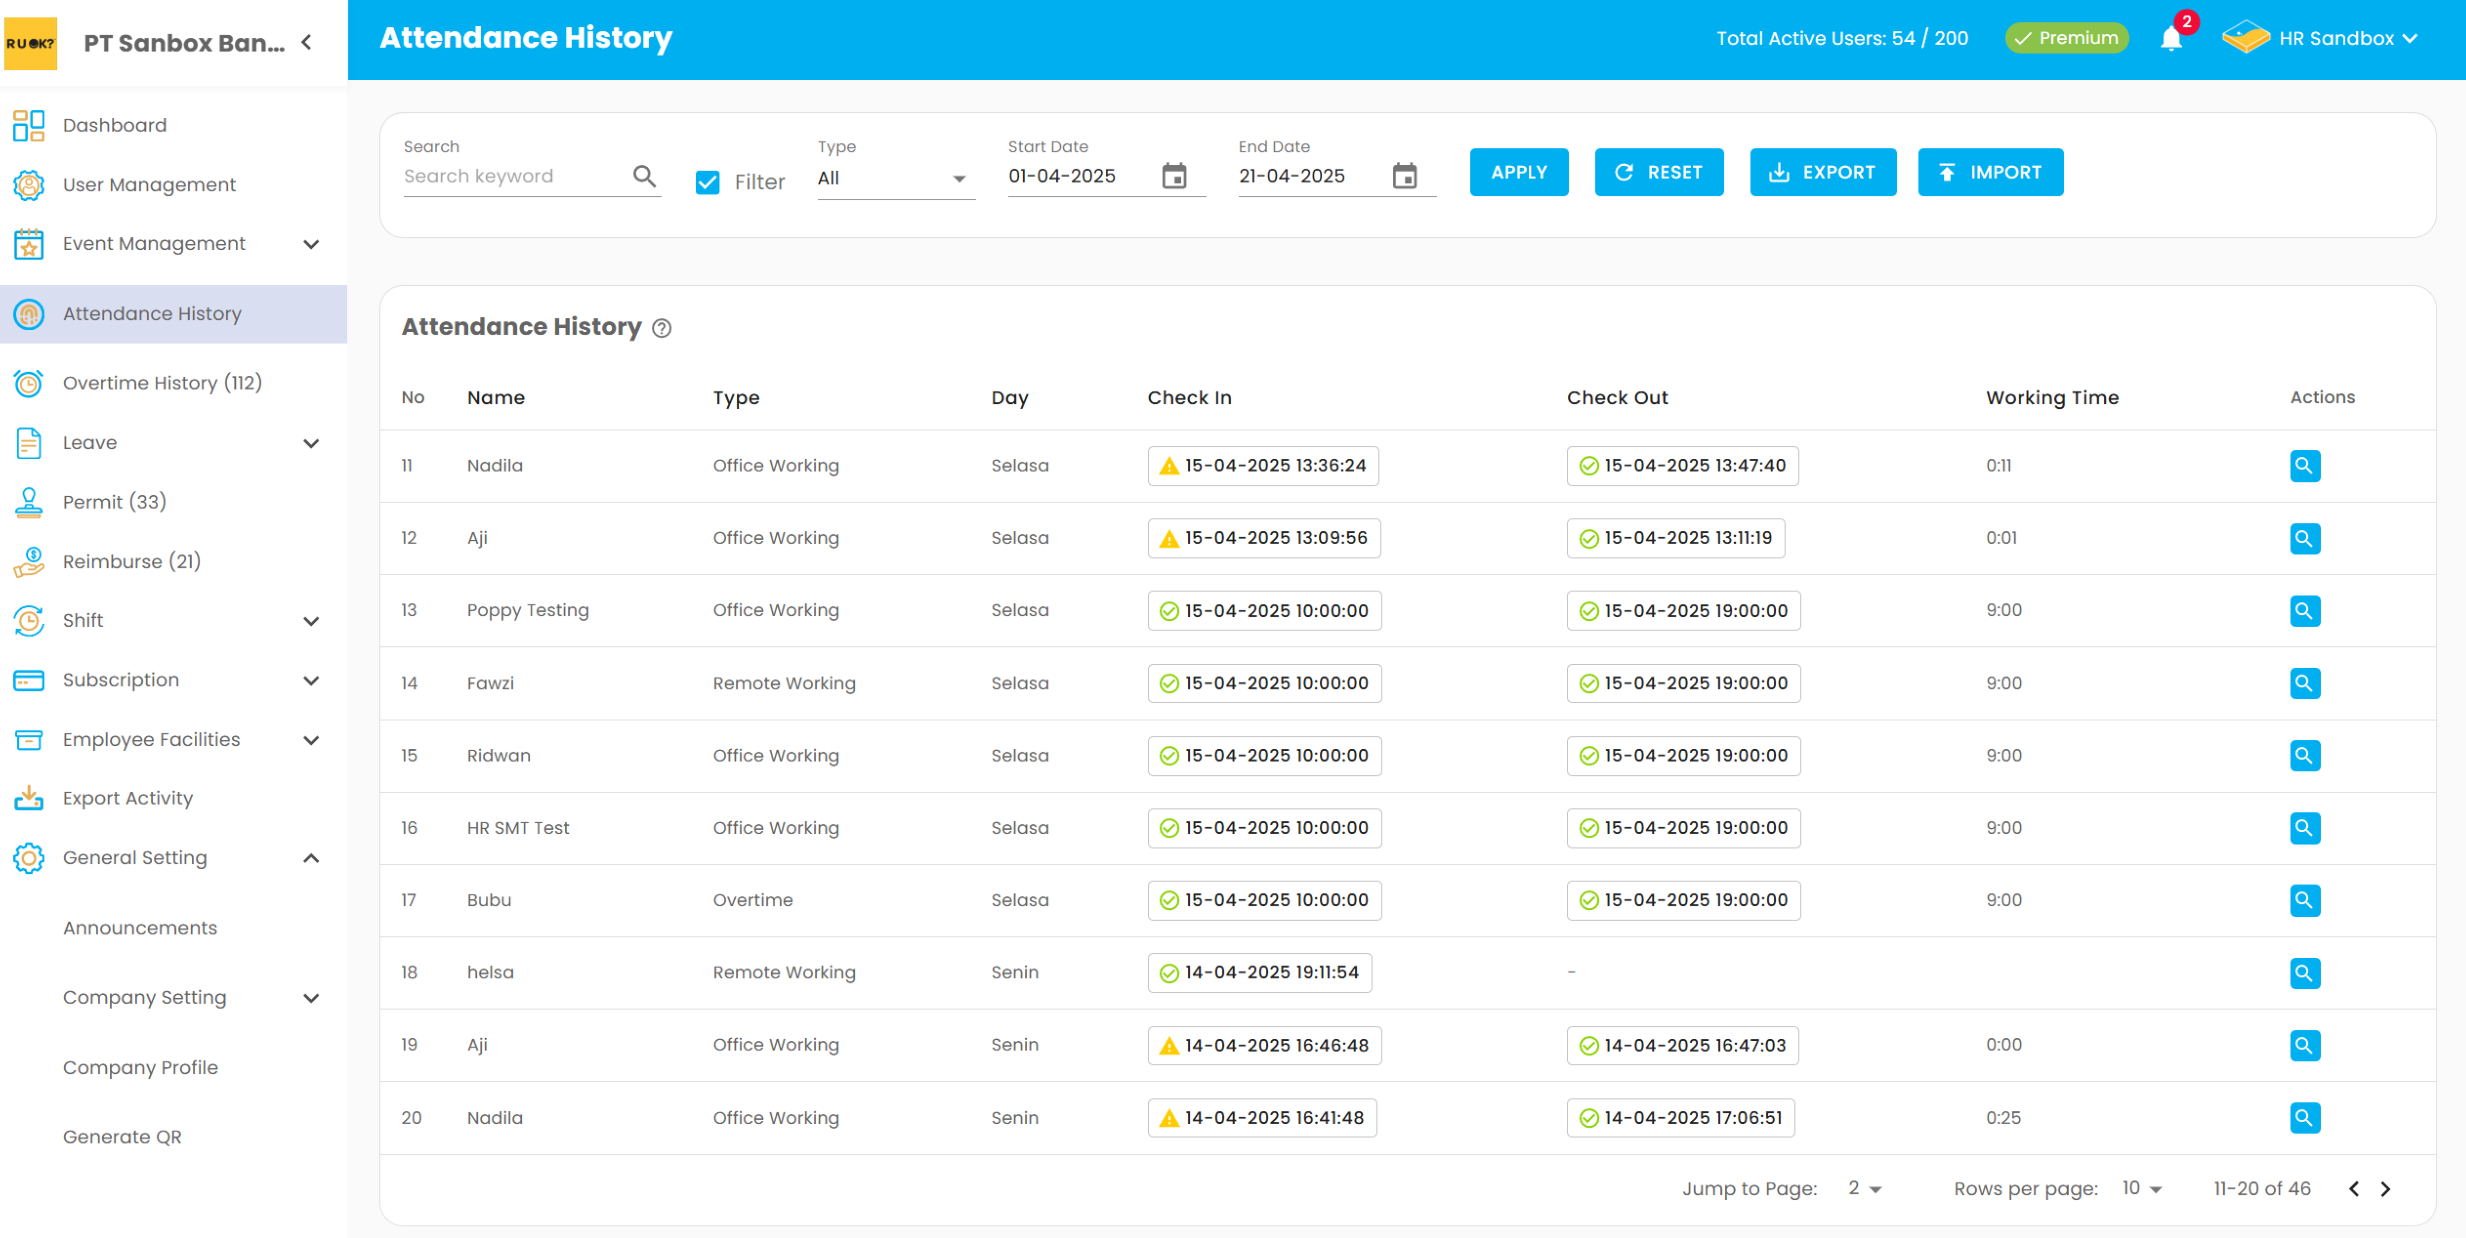 RUOK?
PT Sanbox Ban...
Attendance History
Total Active Users: 54 / 200
Premium
2
HR Sandbox
Dashboard
User Management
Event Management
Attendance History
Overtime History (112)
Leave
Permit (33)
Reimburse (21)
Shift
Subscription
Employee Facilities
Export Activity
General Setting
Announcements
Company Setting
Company Profile
Generate QR
Search
Search keyword
Filter
Type
All
Start Date
01-04-2025
End Date
21-04-2025
APPLY
RESET
EXPORT
IMPORT
Attendance History
No Name Type Day Check In Check Out Working Time Actions
11 Nadila Office Working Selasa 15-04-2025 13:36:24 15-04-2025 13:47:40 0:11
12 Aji Office Working Selasa 15-04-2025 13:09:56 15-04-2025 13:11:19 0:01
13 Poppy Testing Office Working Selasa 15-04-2025 10:00:00 15-04-2025 19:00:00 9:00
14 Fawzi Remote Working Selasa 15-04-2025 10:00:00 15-04-2025 19:00:00 9:00
15 Ridwan Office Working Selasa 15-04-2025 10:00:00 15-04-2025 19:00:00 9:00
16 HR SMT Test Office Working Selasa 15-04-2025 10:00:00 15-04-2025 19:00:00 9:00
17 Bubu Overtime Selasa 15-04-2025 10:00:00 15-04-2025 19:00:00 9:00
18 helsa Remote Working Senin 14-04-2025 19:11:54 -
19 Aji Office Working Senin 14-04-2025 16:46:48 14-04-2025 16:47:03 0:00
20 Nadila Office Working Senin 14-04-2025 16:41:48 14-04-2025 17:06:51 0:25
Jump to Page: 2 Rows per page: 10 11-20 of 46